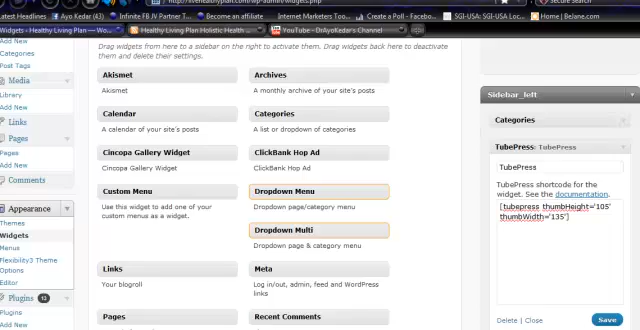 ://livehealthyplan.com/wp-admin/widgets.php
Secure Search
Latest Headlines
Ayo Kedar (43)
Infinite FB JV Partner T...
Become an affiliate
Internet Marketers Too...
Create a Poll - Faceboo...
SGI-USA: SGI-USA Loc...
Home | Belane.com
Widgets ‹ Healthy Living Plan — Wo...
Healthy Living Plan Holistic Health ...
YouTube - DrAyoKedar's Channel
Add New
Categories
Post Tags
Media
Library
Add New
Links
Pages
Pages
Add New
Comments
Appearance
Themes
Widgets
Menus
Flexibility3 Theme
Options
Editor
Plugins 13
Plugins
Add New
Drag widgets from here to a sidebar on the right to activate them. Drag widgets back here to deactivate
them and delete their settings.
Akismet
Akismet
Archives
A monthly archive of your site's posts
Calendar
A calendar of your site's posts
Categories
A list or dropdown of categories
Cincopa Gallery Widget
Cincopa Gallery Widget
ClickBank Hop Ad
ClickBank Hop Ad
Custom Menu
Use this widget to add one of your
custom menus as a widget.
Dropdown Menu
Dropdown page/category menu
Dropdown Multi
Dropdown page & category menu
Links
Your blogroll
Meta
Log in/out, admin, feed and WordPress
links
Pages
Recent Comments
Sidebar_left
Categories
TubePress: TubePress
TubePress
TubePress shortcode for the
widget. See the documentation.
[tubepress thumbHeight='105'
thumbWidth='135']
Delete | Close
Save